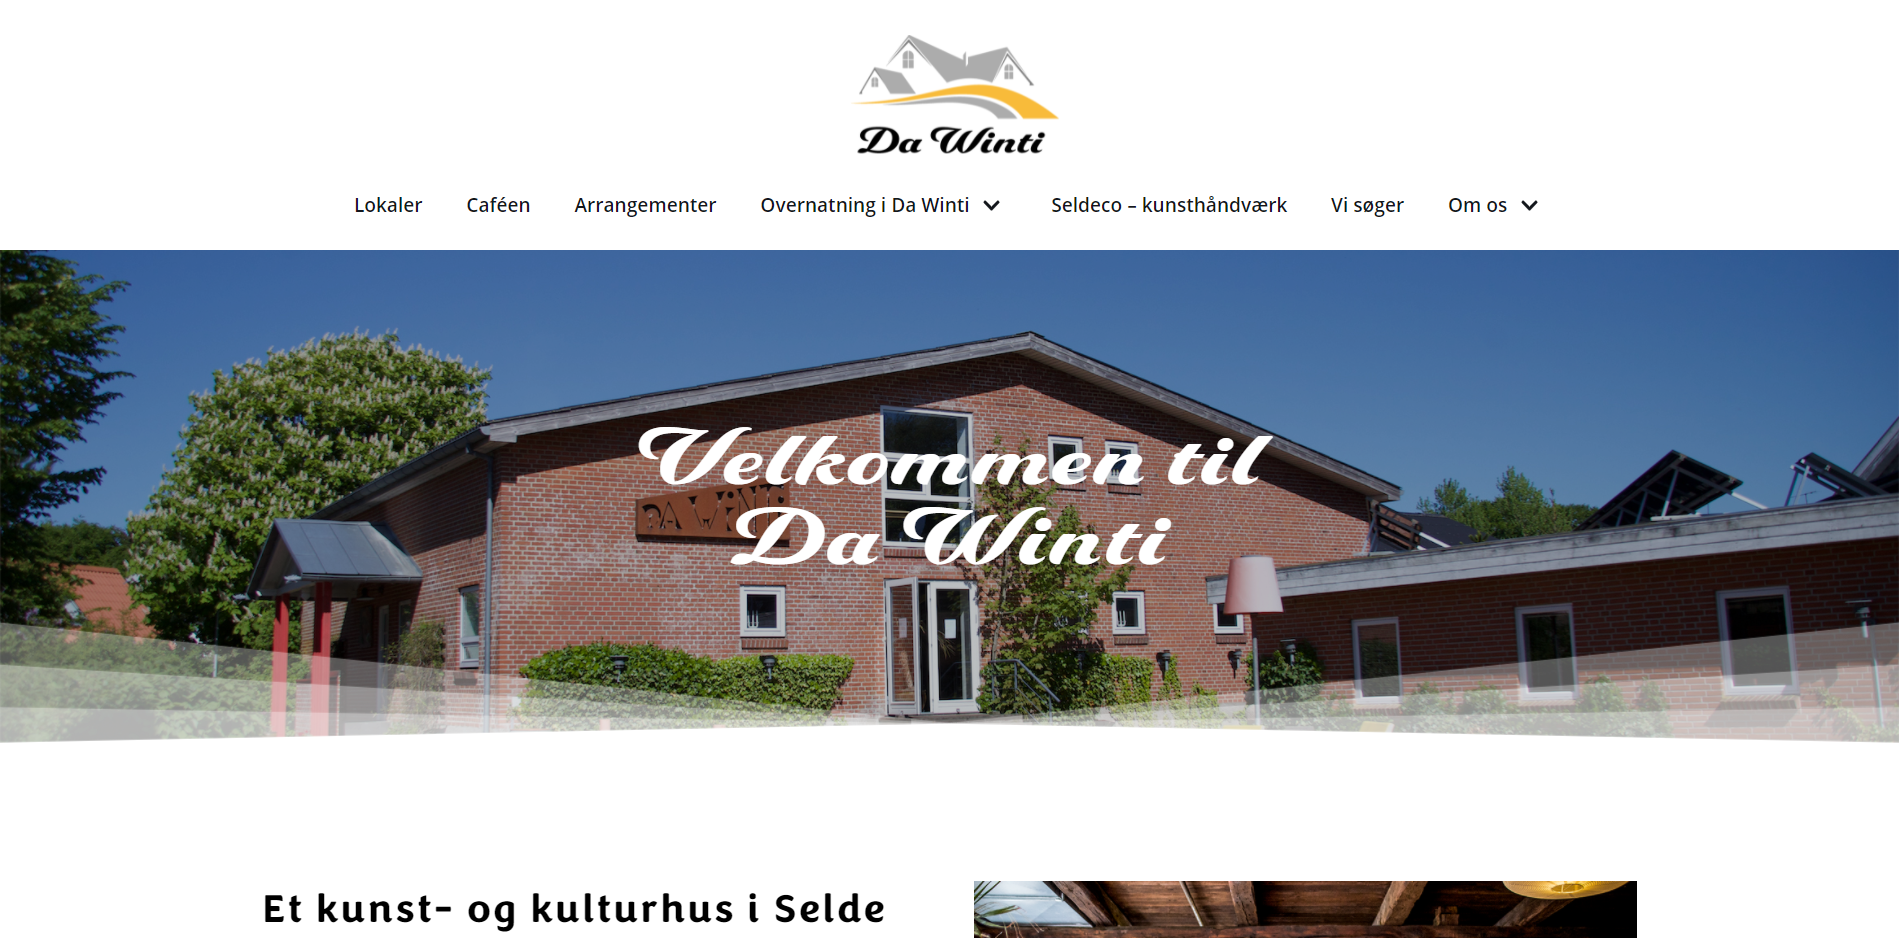 Da Winti
Lokaler
Caféen
Arrangementer
Overnatning i Da Winti
Seldeco – kunsthåndværk
Vi søger
Om os
Velkommen til
Da Winti
DA WiNTi
Et kunst- og kulturhus i Selde